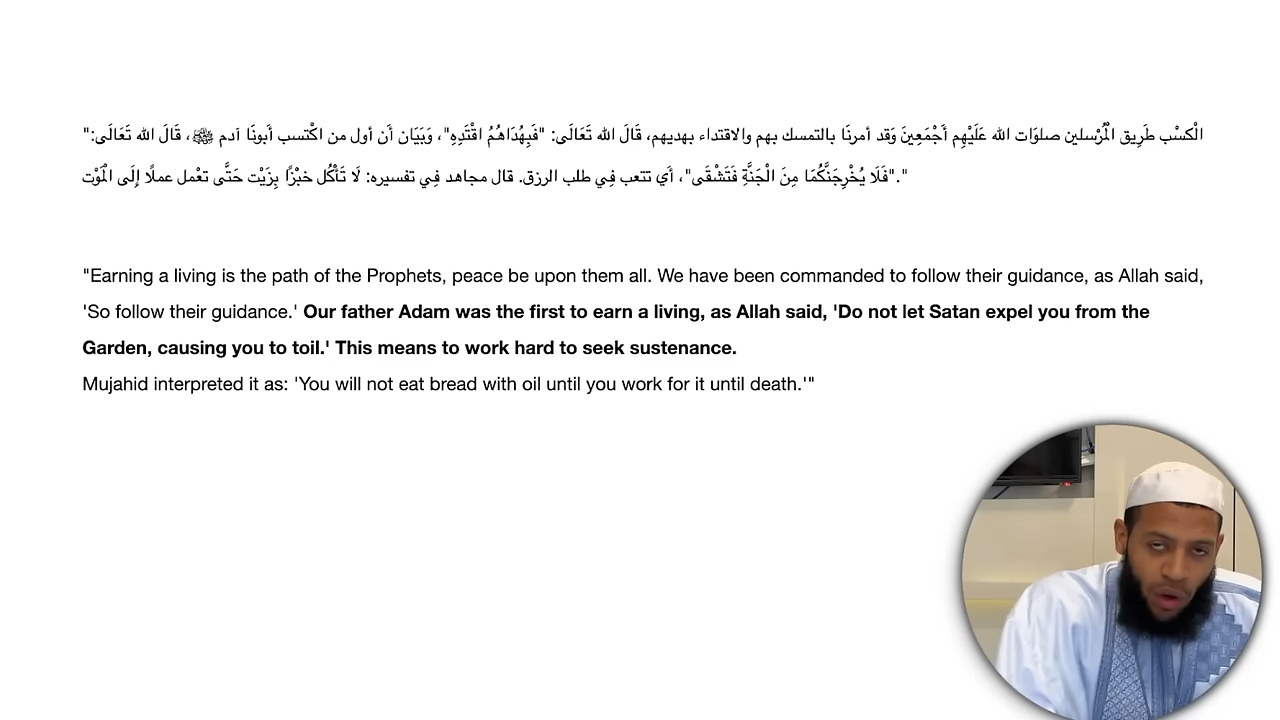 الْكسْب طَرِيق الْمُرْسلين صلوَات الله عَلَيْهِم أَجْمَعِينَ وَقد أمرنَا بالتمسك بهم والاقتداء بهديهم، قَالَ الله تَعَالَى: "فَبِهُدَاهُمُ اقْتَدِهِ"، وَبَيَان أَن أول من اكْتسب أَبونَا آدم ﷺ، قَالَ الله تَعَالَى:"
"فَلَا يُخْرِجَنَّكُمَا مِنَ الْجَنَّةِ فَتَشْقَى"، أَي تتعب فِي طلب الرزق. قال مجاهد فِي تفسيره: لَا تَأْكُل خبْزًا بِزَيْت حَتَّى تعْمل عملًا إِلَى الْمَوْت."
"Earning a living is the path of the Prophets, peace be upon them all. We have been commanded to follow their guidance, as Allah said,
'So follow their guidance.' Our father Adam was the first to earn a living, as Allah said, 'Do not let Satan expel you from the
Garden, causing you to toil.' This means to work hard to seek sustenance.
Mujahid interpreted it as: 'You will not eat bread with oil until you work for it until death.'"